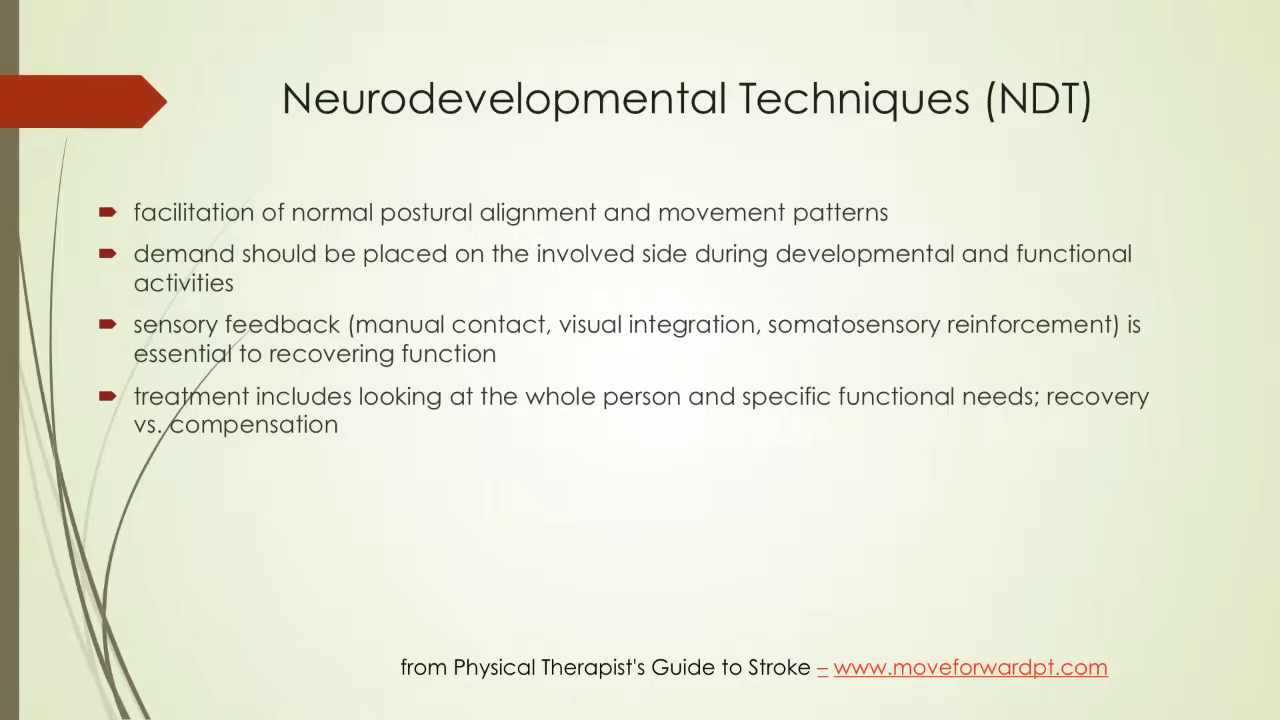 Neurodevelopmental Techniques (NDT)
facilitation of normal postural alignment and movement patterns
demand should be placed on the involved side during developmental and functional
activities
sensory feedback (manual contact, visual integration, somatosensory reinforcement) is
essential to recovering function
treatment includes looking at the whole person and specific functional needs; recovery
vs. compensation
from Physical Therapist's Guide to Stroke – www.moveforwardpt.com